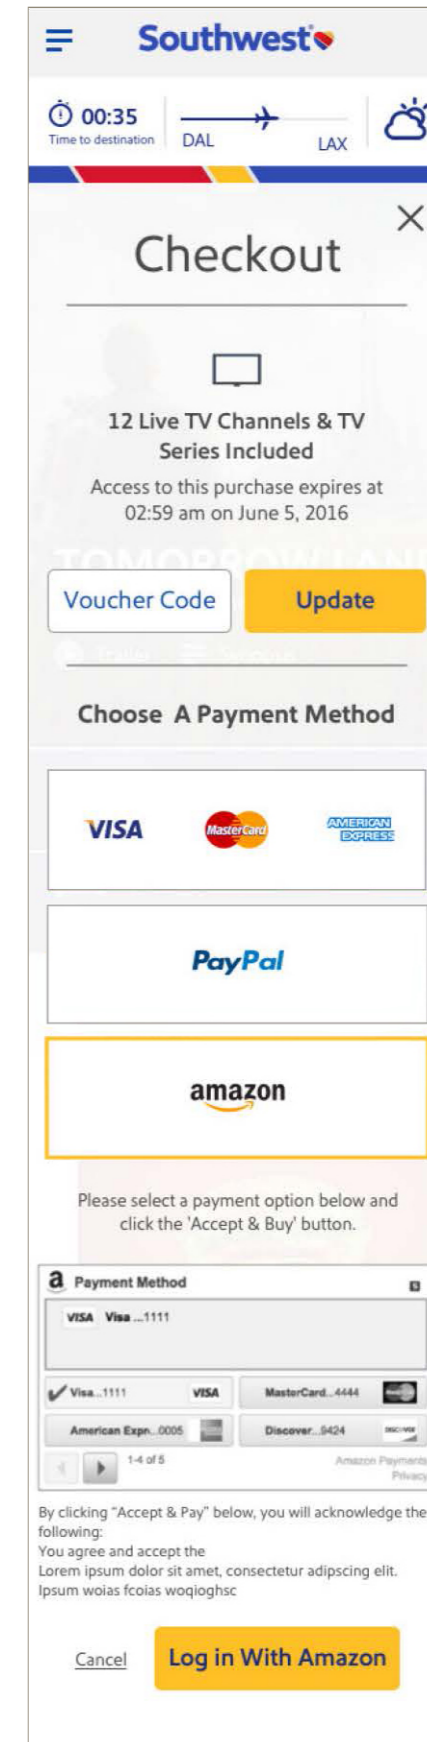 Southwest
00:35
Time to destination
DAL
LAX
Checkout
12 Live TV Channels & TV
Series Included
Access to this purchase expires at
02:59 am on June 5, 2016
TOMORROWLAND
Voucher Code
Update
Trailer
Choose A Payment Method
VISA
MasterCard
AMERICAN
EXPRESS
PayPal
amazon
Please select a payment option below and
click the 'Accept & Buy' button.
a Payment Method
VISA Visa ...1111
Visa...1111 VISA
MasterCard...4444
American Expn...0005
Discover...9424 DISCOVER
1-4 of 5
Amazon Payments
Privacy
By clicking “Accept & Pay” below, you will acknowledge the
following:
You agree and accept the
Lorem ipsum dolor sit amet, consectetur adipscing elit.
Ipsum woias fcoias woqioghsc
Cancel
Log in With Amazon